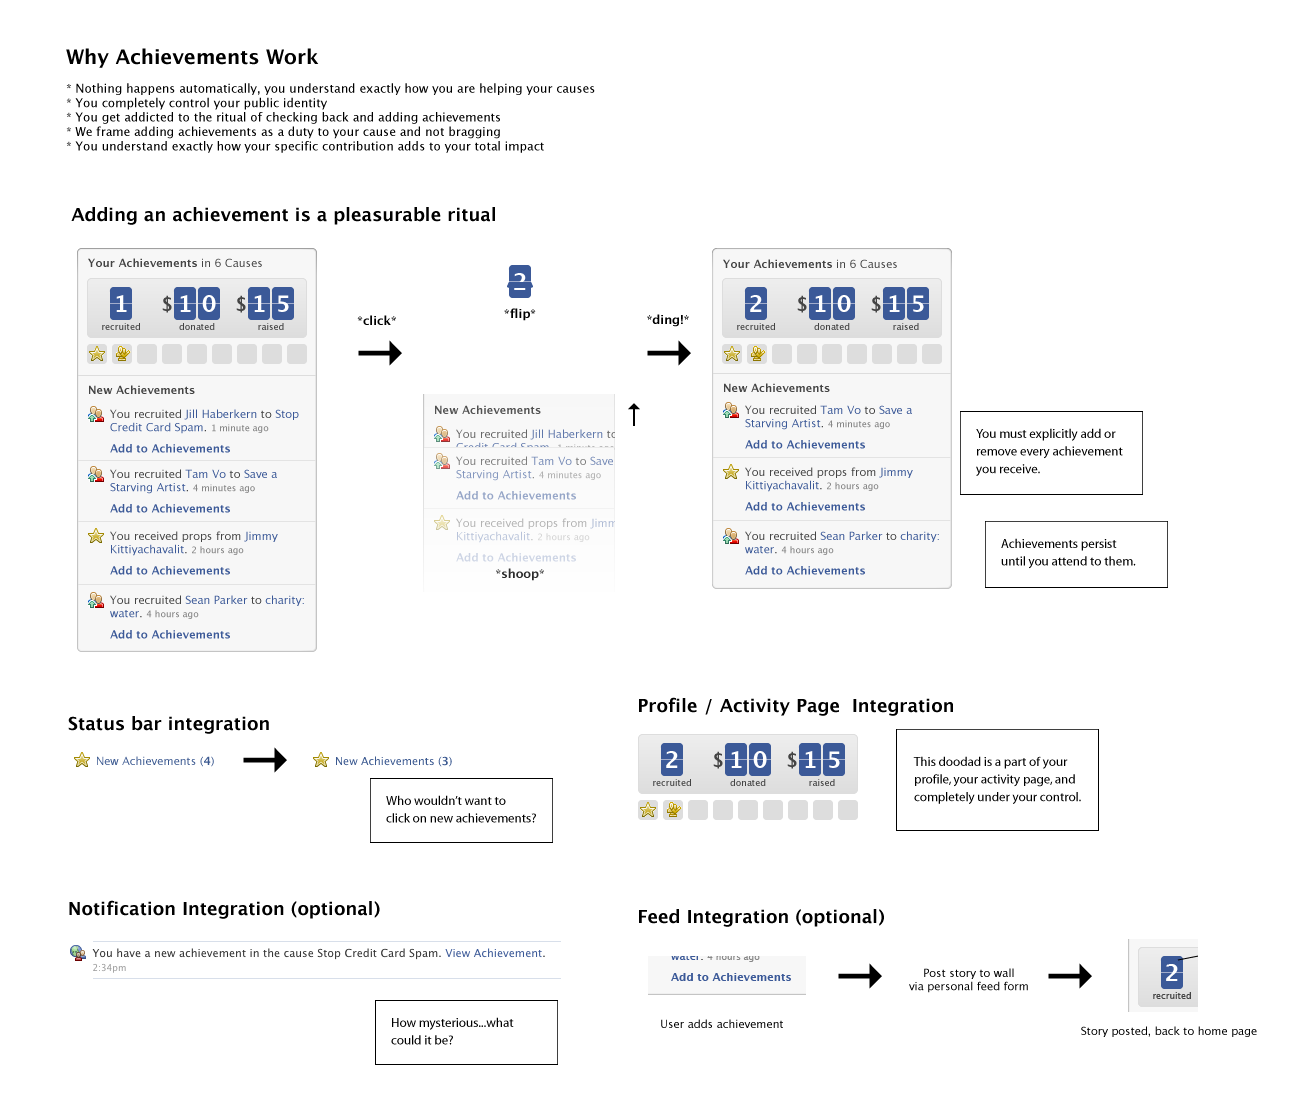 Why Achievements Work
* Nothing happens automatically, you understand exactly how you are helping your causes
* You completely control your public identity
* You get addicted to the ritual of checking back and adding achievements
* We frame adding achievements as a duty to your cause and not bragging
* You understand exactly how your specific contribution adds to your total impact
Adding an achievement is a pleasurable ritual
Your Achievements in 6 Causes
1 $10 $15
recruited donated raised
New Achievements
You recruited Jill Haberkern to Stop
Credit Card Spam. 1 minute ago
Add to Achievements
You recruited Tam Vo to Save a
Starving Artist. 4 minutes ago
Add to Achievements
You received props from Jimmy
Kittiyachavalit. 2 hours ago
Add to Achievements
You recruited Sean Parker to charity:
water. 4 hours ago
Add to Achievements
*click*
2
*flip*
New Achievements
You recruited Jill Haberkern to
Credit Card Spam. 1 minute ago
You recruited Tam Vo to Save
Starving Artist. 4 minutes ago
Add to Achievements
You received props from Jimm
Kittiyachavalit. 2 hours ago
Add to Achievements
*shoop*
*ding!*
Your Achievements in 6 Causes
2 $10 $15
recruited donated raised
New Achievements
You recruited Tam Vo to Save a
Starving Artist. 4 minutes ago
Add to Achievements
You received props from Jimmy
Kittiyachavalit. 2 hours ago
Add to Achievements
You recruited Sean Parker to charity:
water. 4 hours ago
Add to Achievements
You must explicitly add or
remove every achievement
you receive.
Achievements persist
until you attend to them.
Status bar integration
New Achievements (4)
New Achievements (3)
Who wouldn't want to
click on new achievements?
Profile / Activity Page Integration
2 $10 $15
recruited donated raised
This doodad is a part of your
profile, your activity page, and
completely under your control.
Notification Integration (optional)
You have a new achievement in the cause Stop Credit Card Spam. View Achievement.
2:34pm
How mysterious...what
could it be?
Feed Integration (optional)
water. 4 hours ago
Add to Achievements
User adds achievement
Post story to wall
via personal feed form
2
recruited
Story posted, back to home page